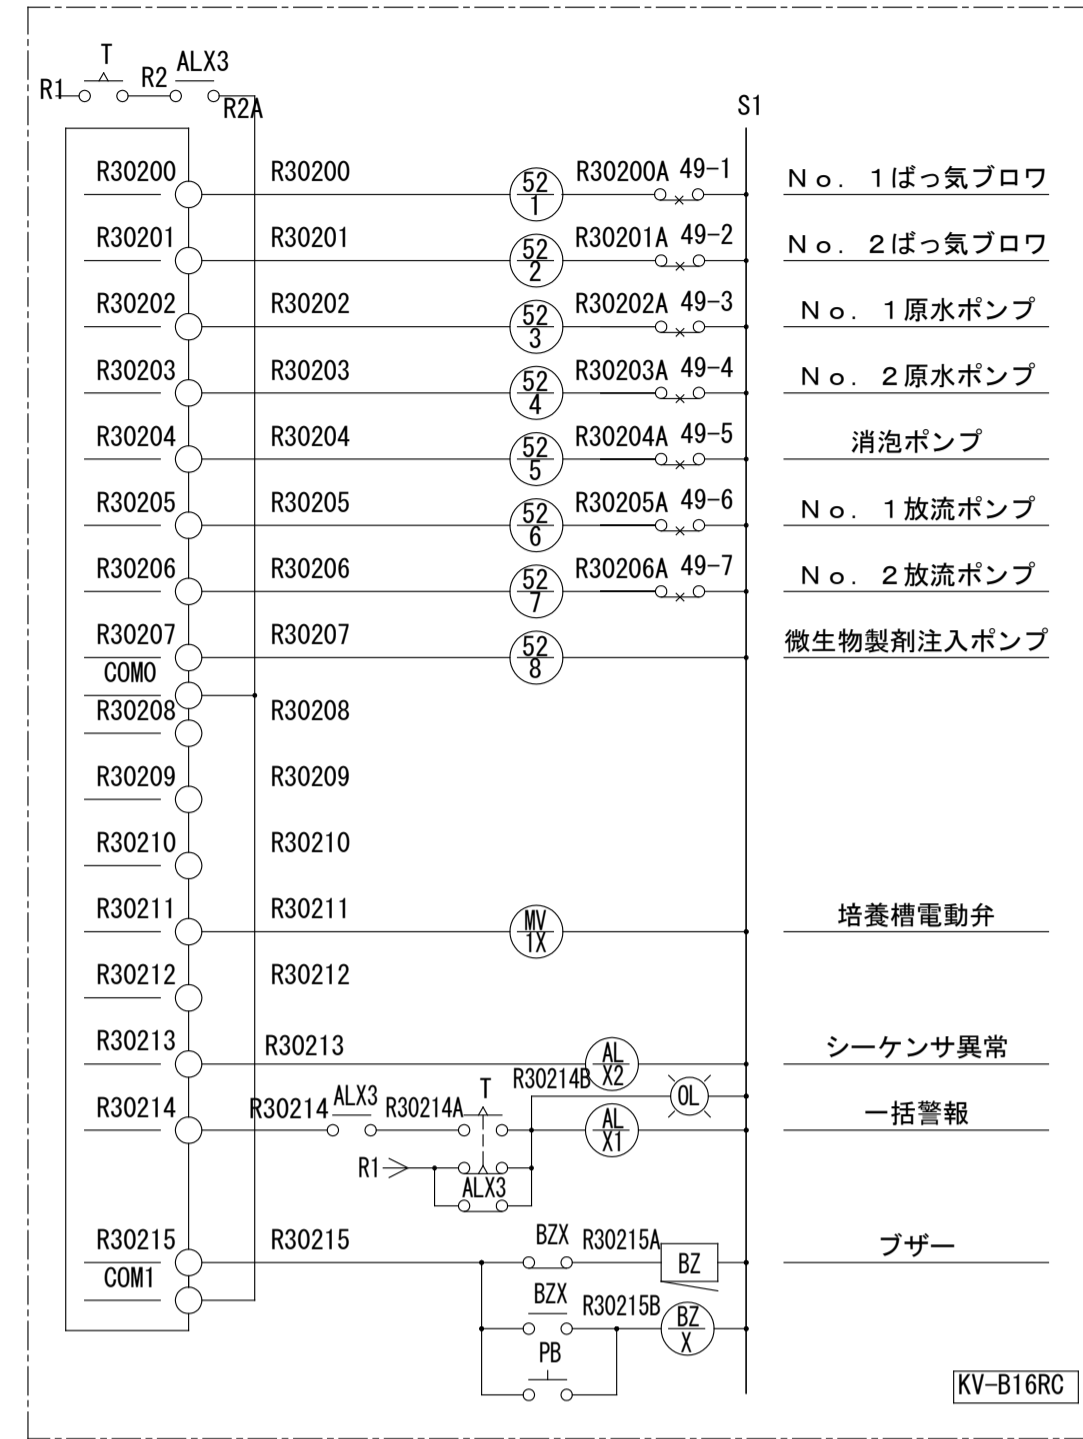 T
R1 R2 ALX3
R2A
S1
R30200 R30200 52 1 R30200A 49-1 No. 1ばっ気ブロワ
R30201 R30201 52 2 R30201A 49-2 No. 2ばっ気ブロワ
R30202 R30202 52 3 R30202A 49-3 No. 1原水ポンプ
R30203 R30203 52 4 R30203A 49-4 No. 2原水ポンプ
R30204 R30204 52 5 R30204A 49-5 消泡ポンプ
R30205 R30205 52 6 R30205A 49-6 No. 1放流ポンプ
R30206 R30206 52 7 R30206A 49-7 No. 2放流ポンプ
R30207 R30207 52 8 微生物製剤注入ポンプ
COM0
R30208 R30208
R30209 R30209
R30210 R30210
R30211 R30211 MV 1X 培養槽電動弁
R30212 R30212
R30213 R30213 AL X2 シーケンサ異常
R30214B OL
R30214 R30214 ALX3 R30214A T AL X1 一括警報
R1
ALX3
R30215 R30215 BZX R30215A BZ ブザー
COM1
BZX R30215B BZ X
PB
KV-B16RC